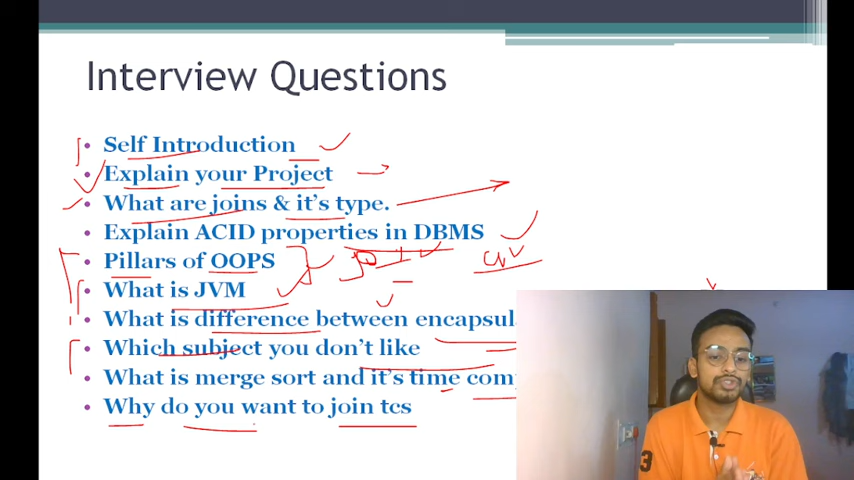 Interview Questions
• Self Introduction
• Explain your Project
• What are joins & it's type.
• Explain ACID properties in DBMS
• Pillars of OOPS
• What is JVM
• What is difference between encapsul
• Which subject you don't like
• What is merge sort and it's time com
• Why do you want to join tcs
3